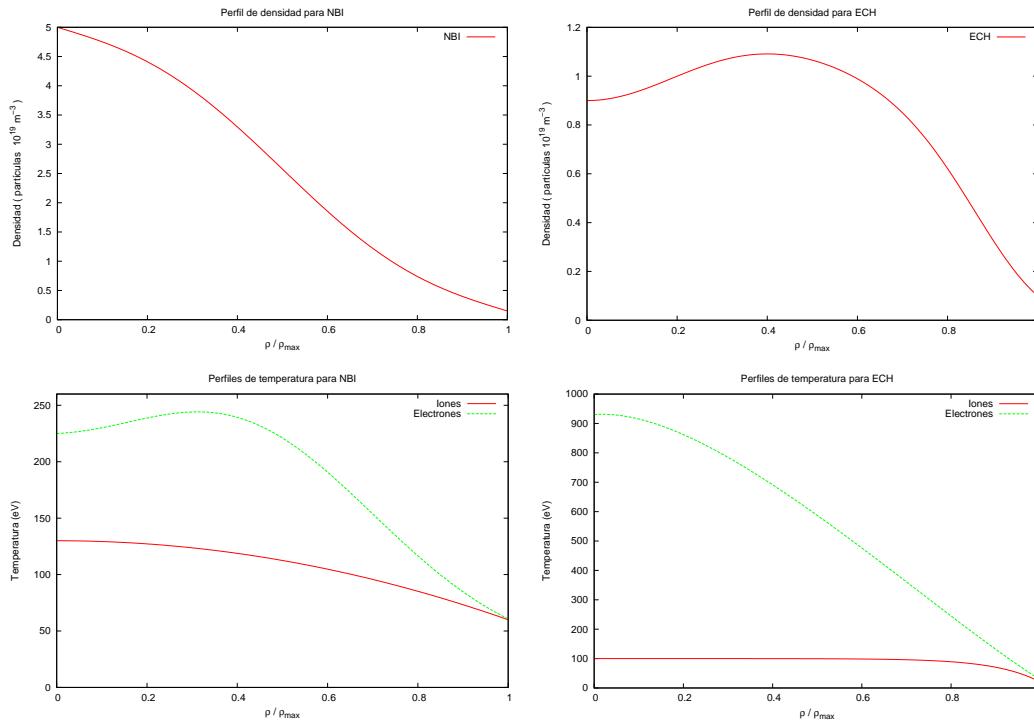 Perfil de densidad para NBI
NBI
Densidad ( partículas 10¹⁹ m⁻³ )
5
4.5
4
3.5
3
2.5
2
1.5
1
0.5
0
0 0.2 0.4 0.6 0.8 1
ρ / ρmax
Perfil de densidad para ECH
ECH
Densidad ( partículas 10¹⁹ m⁻³ )
1.2
1
0.8
0.6
0.4
0.2
0
0 0.2 0.4 0.6 0.8
ρ / ρmax
Perfiles de temperatura para NBI
Iones
Electrones
Temperatura (eV)
250
200
150
100
50
0
0 0.2 0.4 0.6 0.8 1
ρ / ρmax
Perfiles de temperatura para ECH
Iones
Electrones
Temperatura (eV)
1000
900
800
700
600
500
400
300
200
100
0
0 0.2 0.4 0.6 0.8
ρ / ρmax